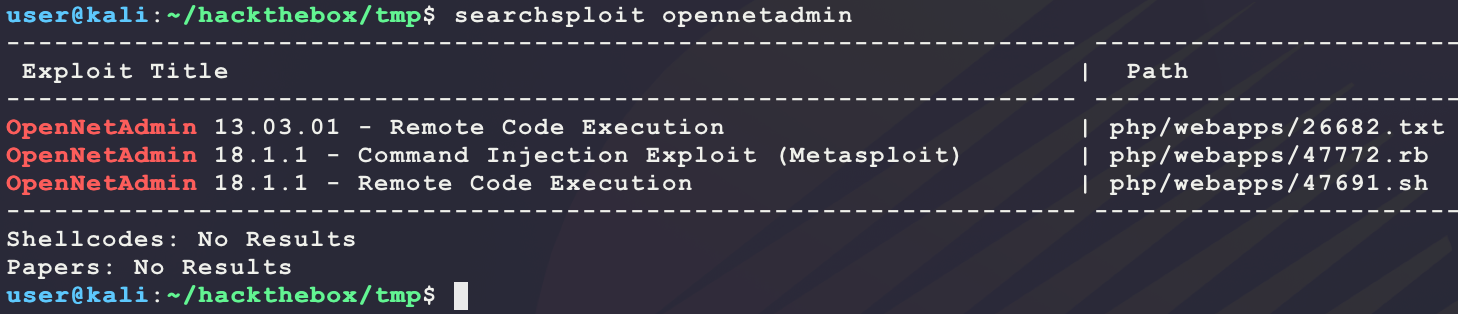 user@kali:~/hackthebox/tmp$ searchsploit opennetadmin
------------------------------------------------------------------- -----------------------
 Exploit Title                                                     |  Path
------------------------------------------------------------------- -----------------------
OpenNetAdmin 13.03.01 - Remote Code Execution                      | php/webapps/26682.txt
OpenNetAdmin 18.1.1 - Command Injection Exploit (Metasploit)       | php/webapps/47772.rb
OpenNetAdmin 18.1.1 - Remote Code Execution                        | php/webapps/47691.sh
------------------------------------------------------------------- -----------------------
Shellcodes: No Results
Papers: No Results
user@kali:~/hackthebox/tmp$